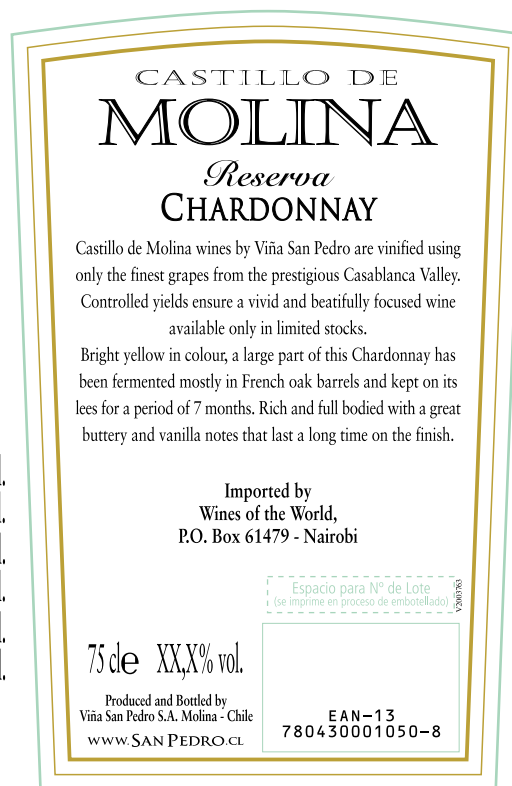 CASTILLO DE
MOLINA
Reserva
CHARDONNAY
Castillo de Molina wines by Viña San Pedro are vinified using
only the finest grapes from the prestigious Casablanca Valley.
Controlled yields ensure a vivid and beatifully focused wine
available only in limited stocks.
Bright yellow in colour, a large part of this Chardonnay has
been fermented mostly in French oak barrels and kept on its
lees for a period of 7 months. Rich and full bodied with a great
buttery and vanilla notes that last a long time on the finish.
Imported by
Wines of the World,
P.O. Box 61479 - Nairobi
Espacio para Nº de Lote
(se imprime en proceso de embotellado)
V2003763
75 cl℮ XX,X% vol.
Produced and Bottled by
Viña San Pedro S.A. Molina - Chile
WWW.SAN PEDRO.CL
EAN-13
780430001050-8